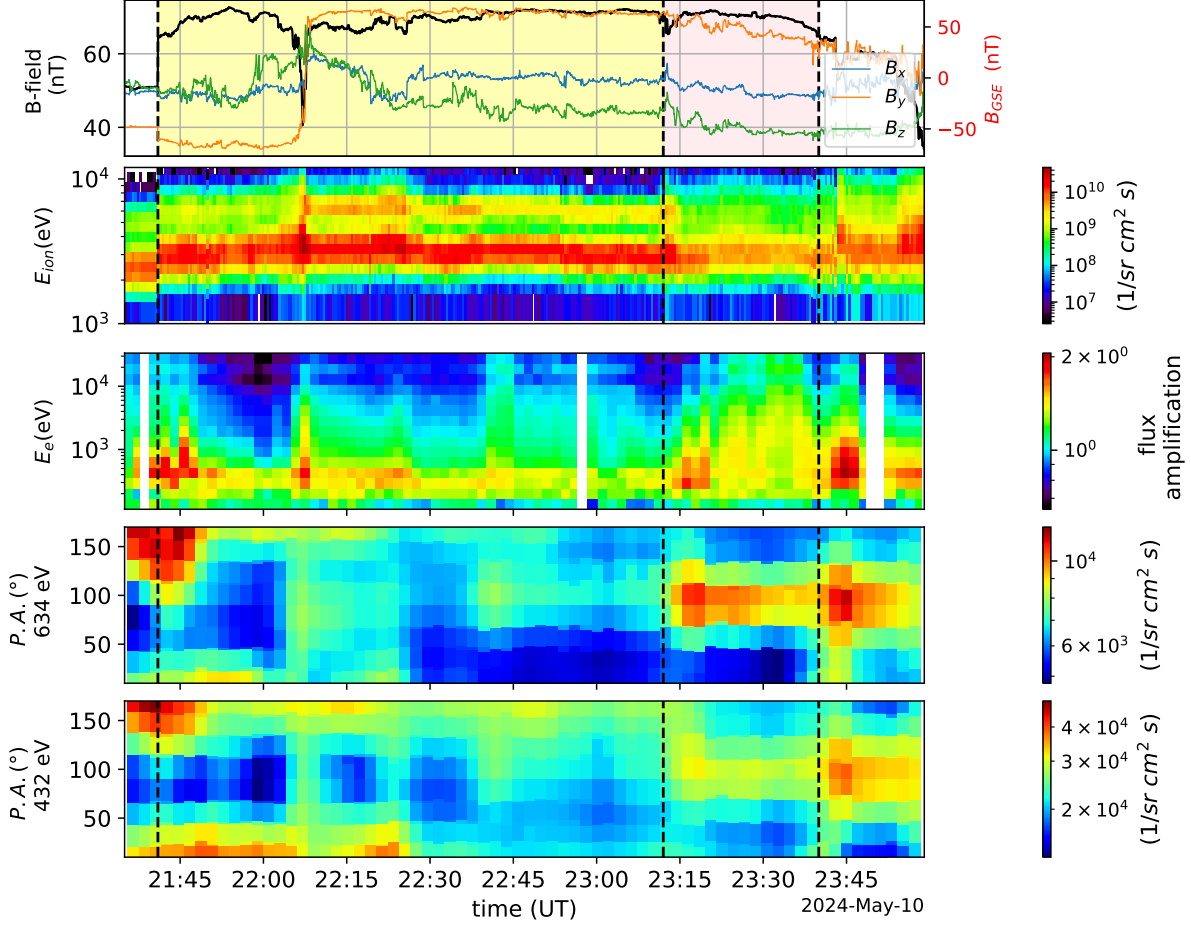 60
40
B-field
(nT)
50
0
−50
B_GSE (nT)
B_x
B_y
B_z
10^4
10^3
E_ion(eV)
10^10
10^9
10^8
10^7
(1/sr cm^2 s)
10^4
10^3
E_e(eV)
2 × 10^0
10^0
flux
amplification
150
100
50
P.A.(°)
634 eV
10^4
6 × 10^3
(1/sr cm^2 s)
150
100
50
P.A.(°)
432 eV
4 × 10^4
3 × 10^4
2 × 10^4
(1/sr cm^2 s)
21:45 22:00 22:15 22:30 22:45 23:00 23:15 23:30 23:45
time (UT)
2024-May-10